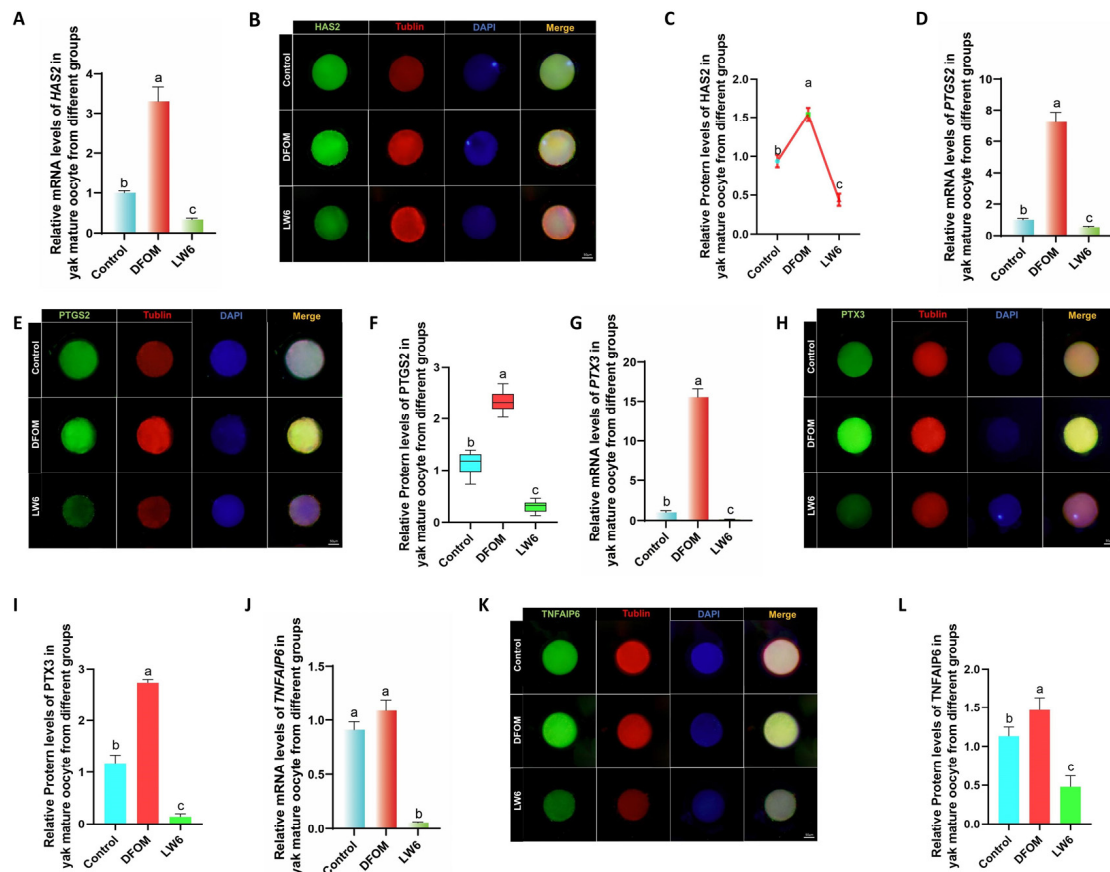 A
Relative mRNA levels of HAS2 in
yak mature oocyte from different groups
4
3
2
1
0
b
a
c
Control
DFOM
LW6
B
HAS2
Tublin
DAPI
Merge
Control
DFOM
LW6
C
Relative Protern levels of HAS2 in
yak mature oocyte from different groups
2.0
1.5
1.0
0.5
0.0
b
a
c
Control
DFOM
LW6
D
Relative mRNA levels of PTGS2 in
yak mature oocyte from different groups
10
8
6
4
2
0
b
a
c
Control
DFOM
LW6
E
PTGS2
Tublin
DAPI
Merge
Control
DFOM
LW6
F
Relative Protern levels of PTGS2 in
yak mature oocyte from different groups
3
2
1
0
b
a
c
Control
DFOM
LW6
G
Relative mRNA levels of PTX3 in
yak mature oocyte from different groups
20
15
10
5
0
b
a
c
Control
DFOM
LW6
H
PTX3
Tublin
DAPI
Merge
Control
DFOM
LW6
I
Relative Protern levels of PTX3 in
yak mature oocyte from different groups
3
2
1
0
b
a
c
Control
DFOM
LW6
J
Relative mRNA levels of TNFAIP6 in
yak mature oocyte from different groups
1.5
1.0
0.5
0.0
a
a
b
Control
DFOM
LW6
K
TNFAIP6
Tublin
DAPI
Merge
Control
DFOM
LW6
L
Relative Protern levels of TNFAIP6 in
yak mature oocyte from different groups
2.0
1.5
1.0
0.5
0.0
b
a
c
Control
DFOM
LW6